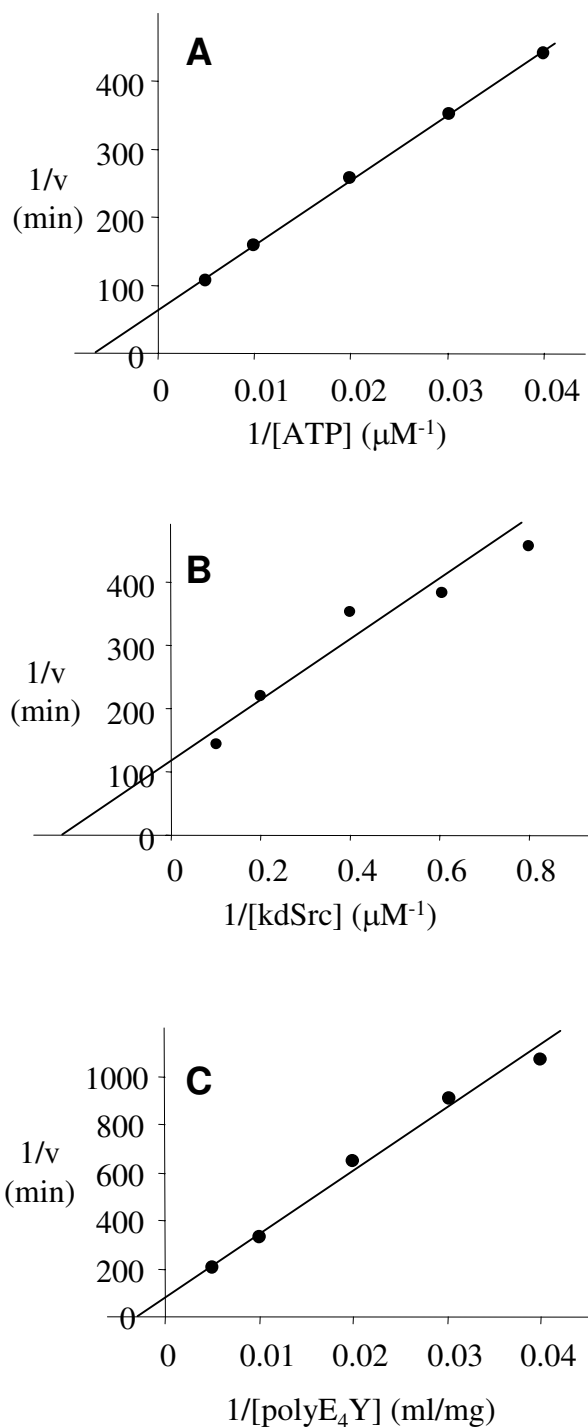 A
400
300
1/v
(min)
200
100
0
0 0.01 0.02 0.03 0.04
1/[ATP] (μM⁻¹)
B
400
300
1/v
(min)
200
100
0
0 0.2 0.4 0.6 0.8
1/[kdSrc] (μM⁻¹)
C
1000
800
1/v
(min)
600
400
200
0
0 0.01 0.02 0.03 0.04
1/[polyE₄Y] (ml/mg)